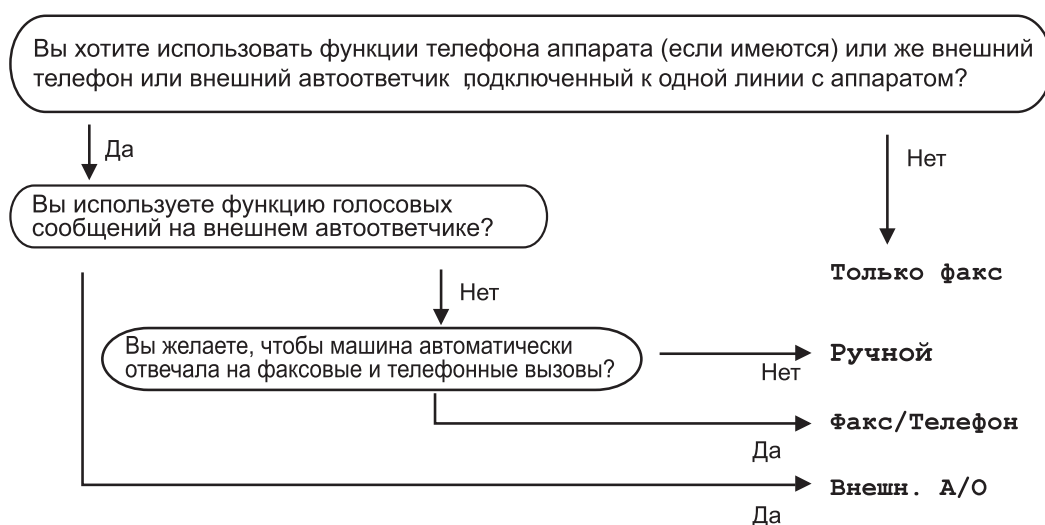 Вы хотите использовать функции телефона аппарата (если имеются) или же внешний
телефон или внешний автоответчик ,подключенный к одной линии с аппаратом?
Да
Нет
Вы используете функцию голосовых
сообщений на внешнем автоответчике?
Только факс
Нет
Вы желаете, чтобы машина автоматически
отвечала на факсовые и телефонные вызовы?
Ручной
Нет
Факс/Телефон
Да
Внешн. А/О
Да